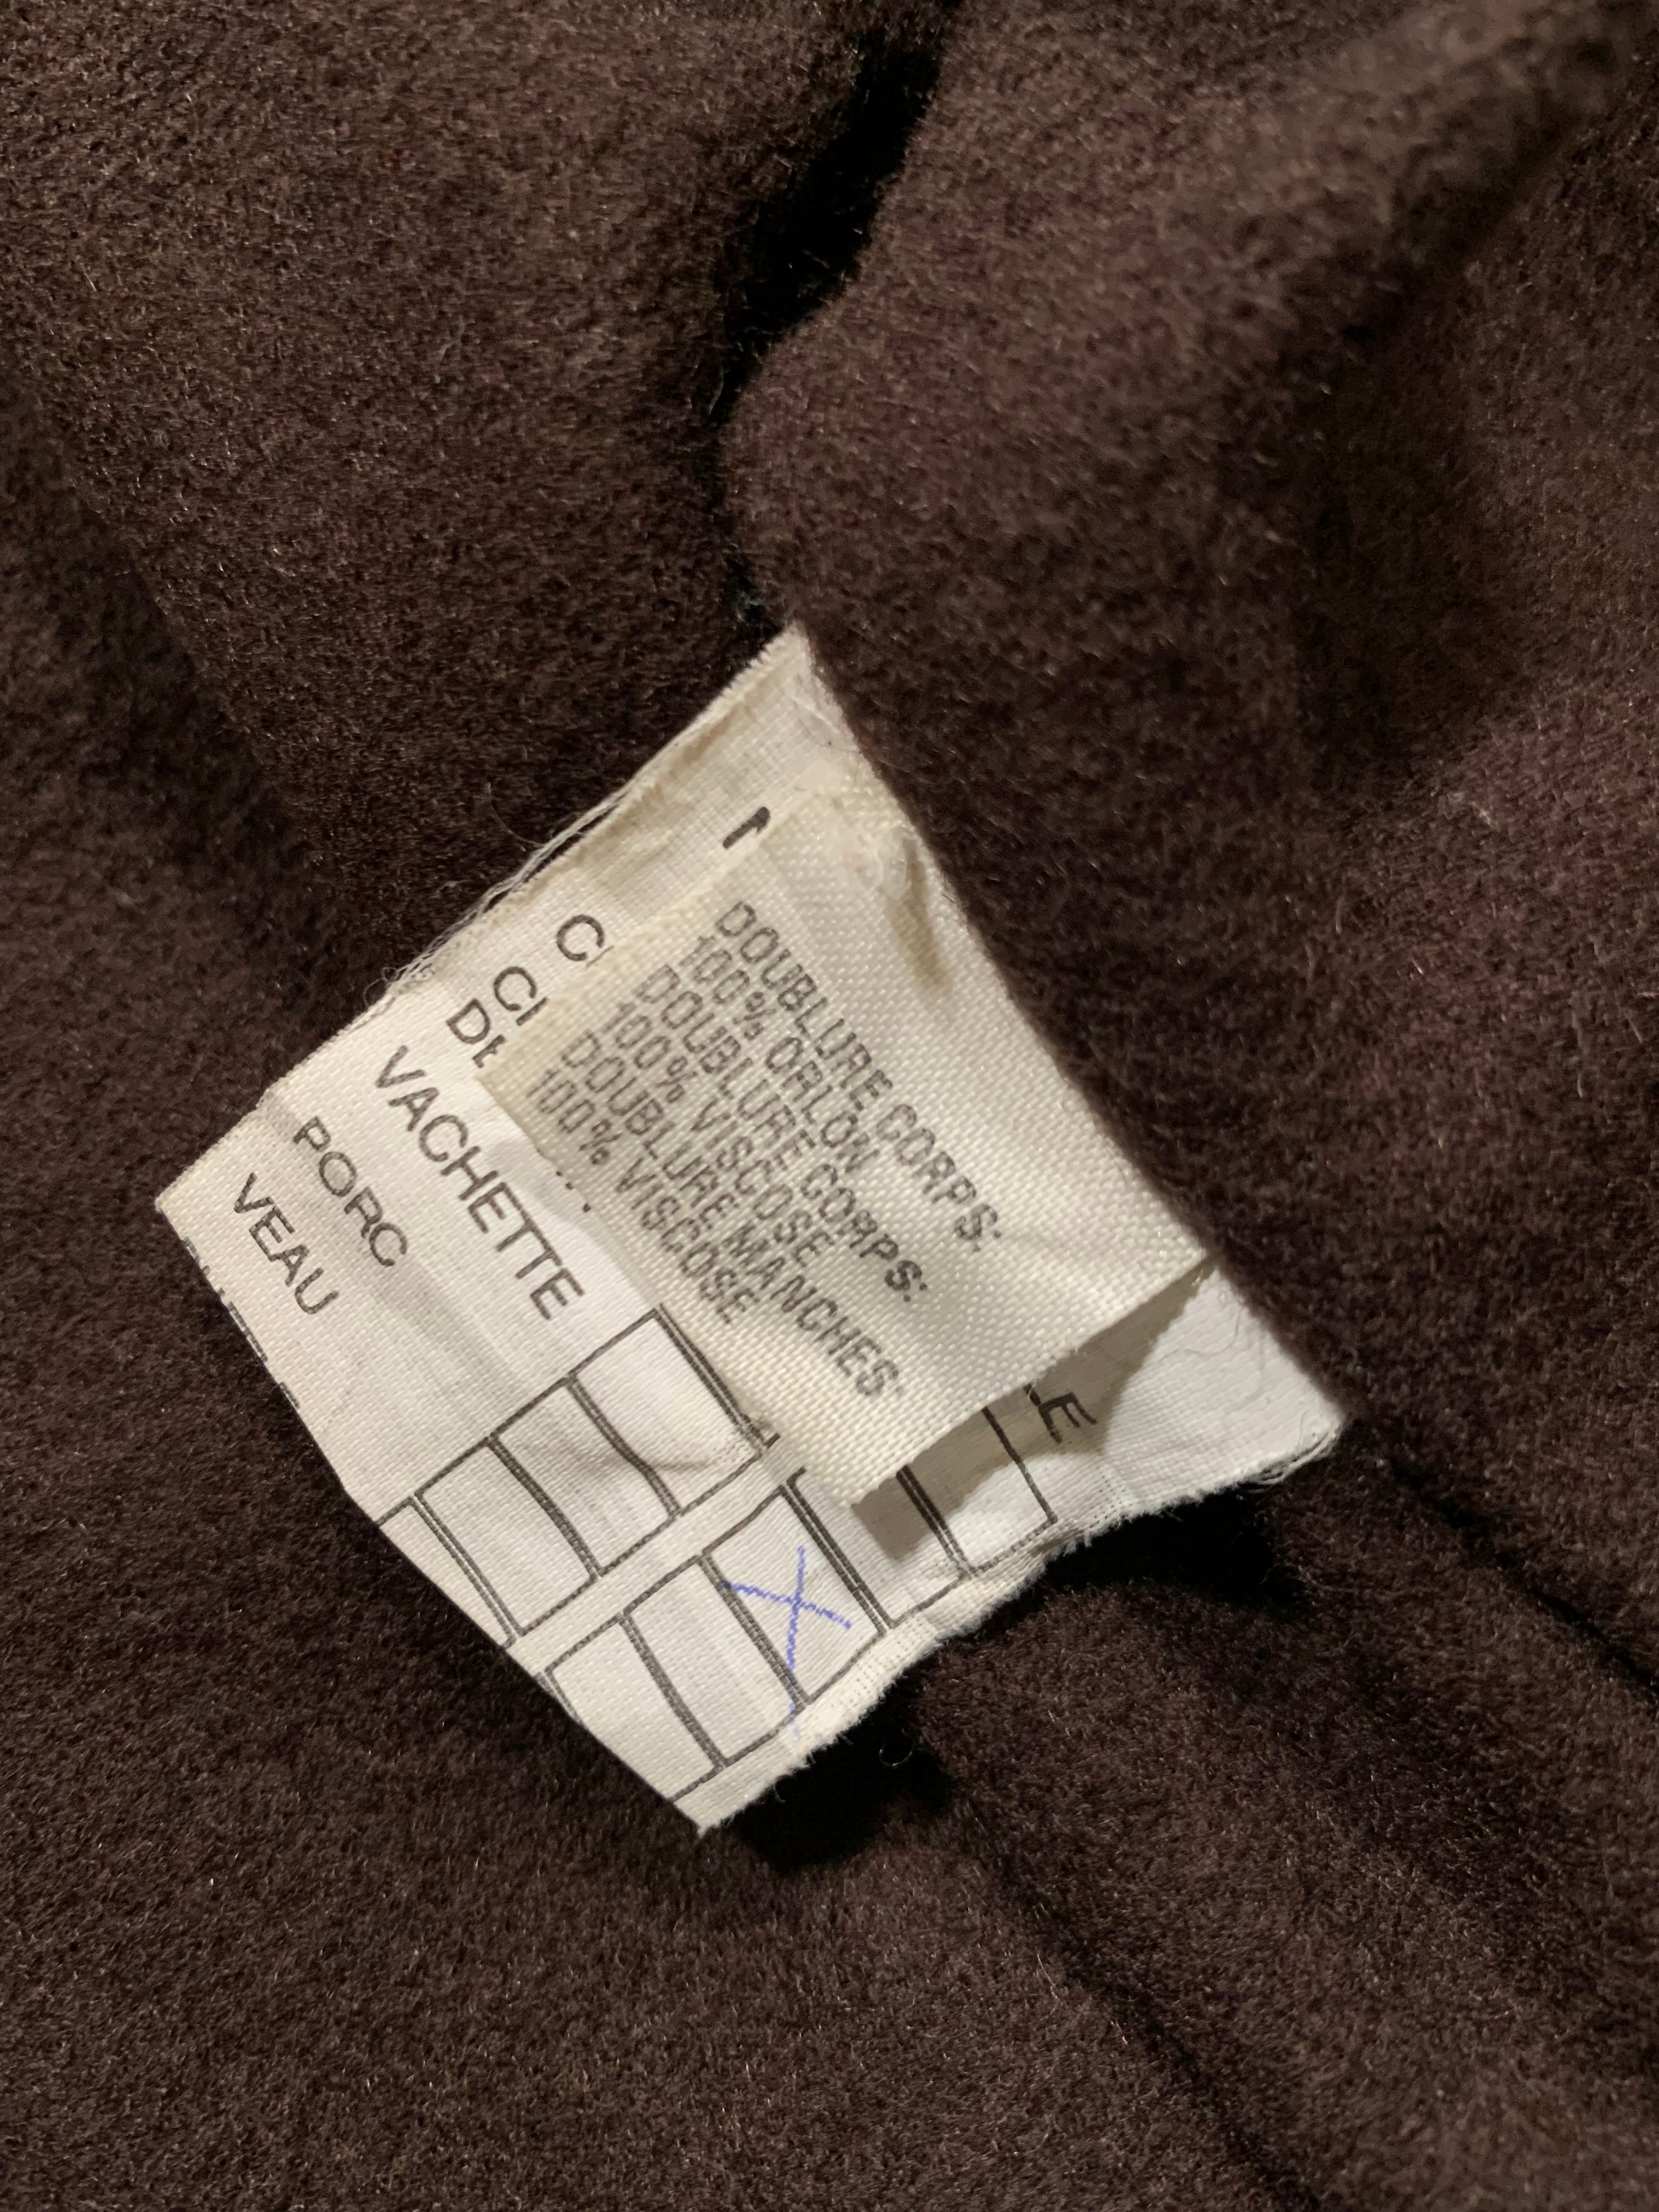 DOUBLURE CORPS:
100% ORLON
DOUBLURE CORPS:
100% VISCOSE
DOUBLURE MANCHES:
100% VISCOSE
VACHETTE
PORC
VEAU